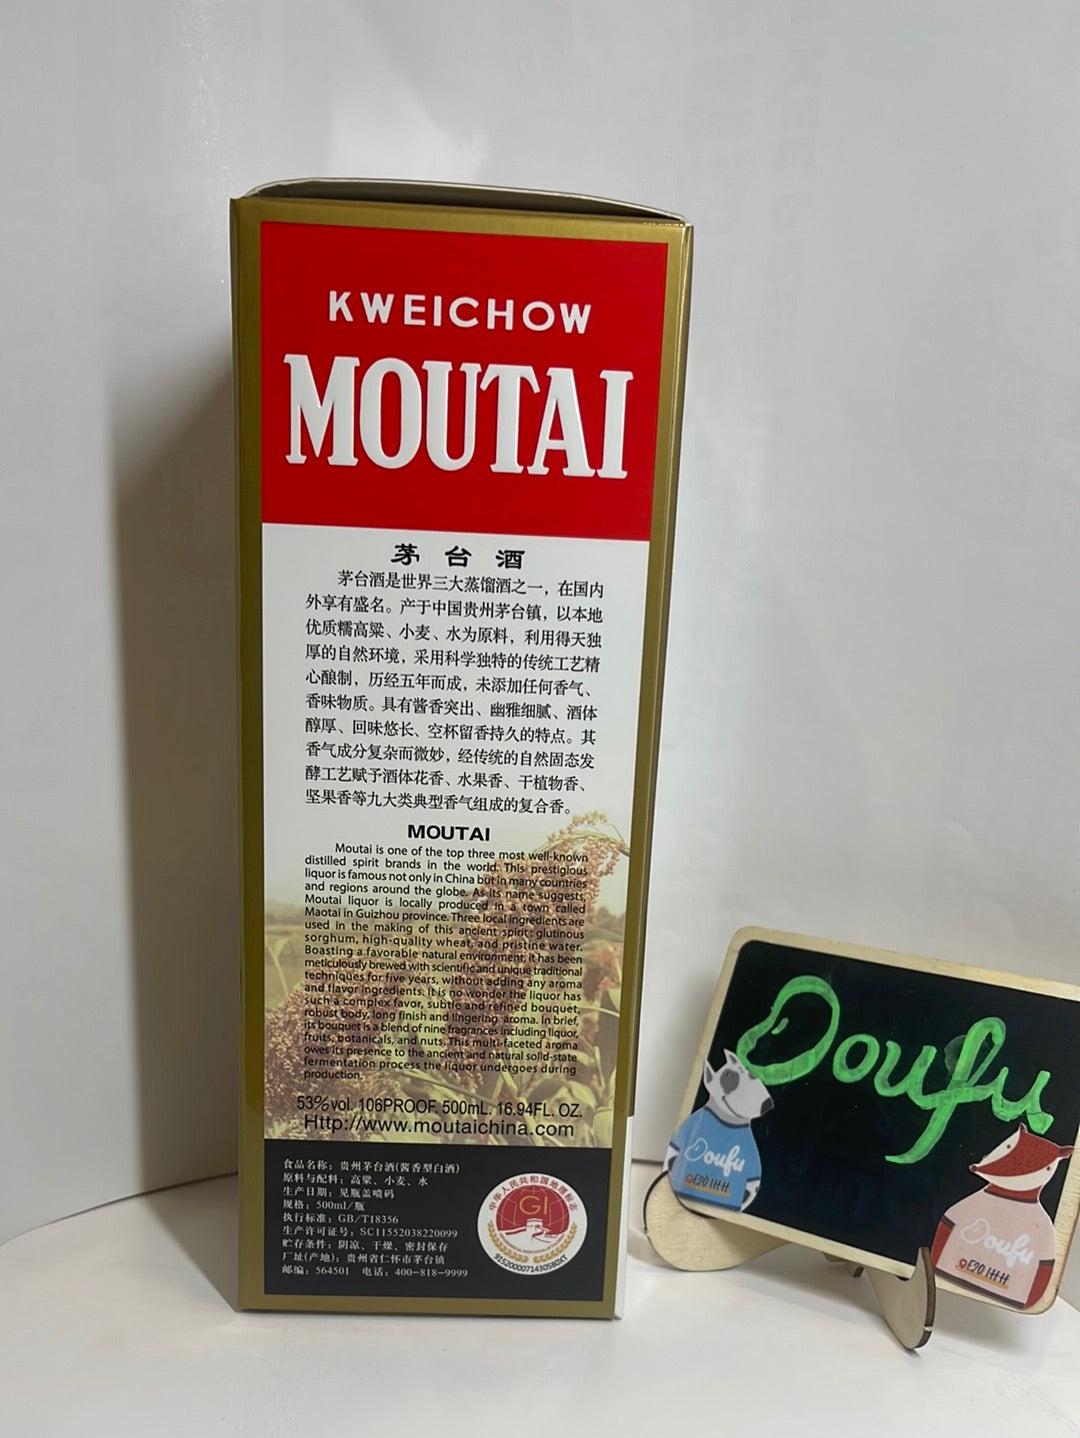 KWEICHOW
MOUTAI
茅台酒
茅台酒是世界三大蒸馏酒之一，在国内
外享有盛名。产于中国贵州茅台镇，以本地
优质糯高粱、小麦、水为原料，利用得天独
厚的自然环境，采用科学独特的传统工艺精
心酿制，历经五年而成，未添加任何香气、
香味物质。具有酱香突出、幽雅细腻、酒体
醇厚、回味悠长、空杯留香持久的特点。其
香气成分复杂而微妙，经传统的自然固态发
酵工艺赋予酒体花香、水果香、干植物香、
坚果香等九大类典型香气组成的复合香。
MOUTAI
Moutai is one of the top three most well-known
distilled spirit brands in the world. This prestigious
liquor is famous not only in China but in many countries
and regions around the globe. As its name suggests,
Moutai liquor is locally produced in a town called
Maotai in Guizhou province. Three local ingredients are
used in the making of this ancient spirit: glutinous
sorghum, high-quality wheat, and pristine water.
Boasting a favorable natural environment, it has been
meticulously brewed with scientific and unique traditional
techniques for five years, without adding any aroma
and flavor ingredients. It is no wonder the liquor has
such a complex favor, subtle and refined bouquet,
robust body, long finish and lingering aroma. In brief,
its bouquet is a blend of nine fragrances including liquor,
fruits, botanicals, and nuts. This multi-faceted aroma
owes its presence to the ancient and natural solid-state
fermentation process the liquor undergoes during
production.
53%vol. 106PROOF. 500mL. 16.94FL. OZ.
Http://www.moutaichina.com
食品名称：贵州茅台酒(酱香型白酒)
原料与配料：高粱、小麦、水
生产日期：见瓶盖喷码
规格：500ml/瓶
执行标准：GB/T18356
生产许可证号：SC11552038220099
贮存条件：阴凉、干燥、密封保存
厂址(产地)：贵州省仁怀市茅台镇
邮编：564501 电话：400-818-9999
中华人民共和国地理标志
GI
9152000071430580XT
Doufu
Doufu
Doufu